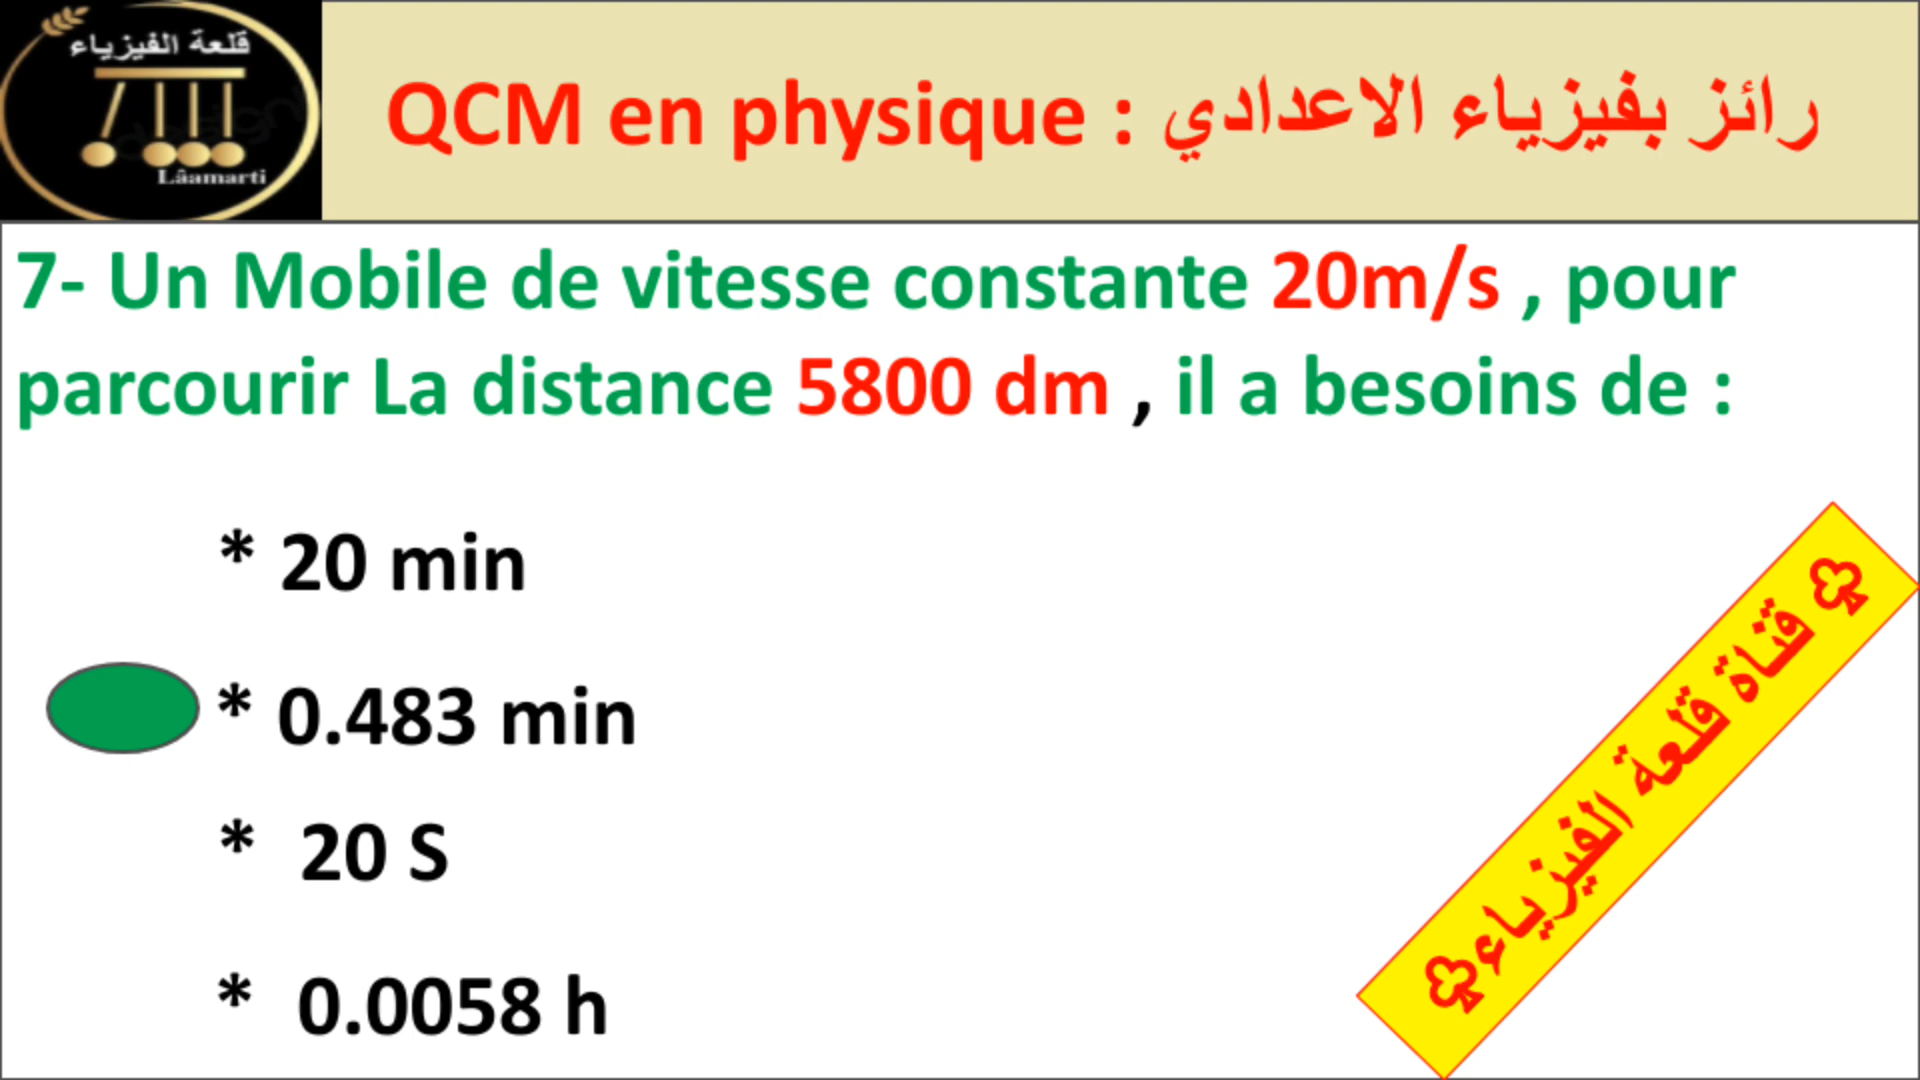 قلعة الفيزياء
Lâamarti
QCM en physique : رائز بفيزياء الاعدادي
7- Un Mobile de vitesse constante 20m/s , pour
parcourir La distance 5800 dm , il a besoins de :
* 20 min
* 0.483 min
* 20 S
* 0.0058 h
قناة قلعة الفيزياء